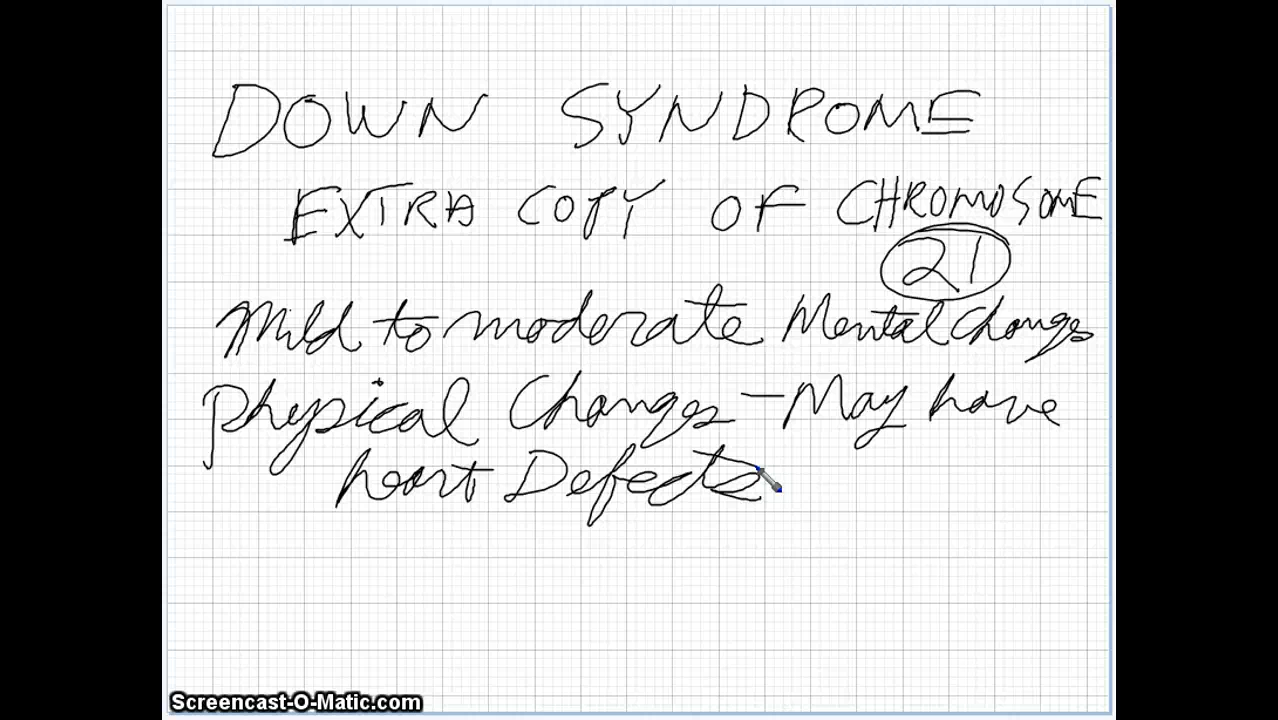 DOWN SYNDROME
EXTRA COPY OF CHROMOSOME
21
Mild to moderate Mental Changes
Physical Changes - May have
heart Defects
Screencast-O-Matic.com